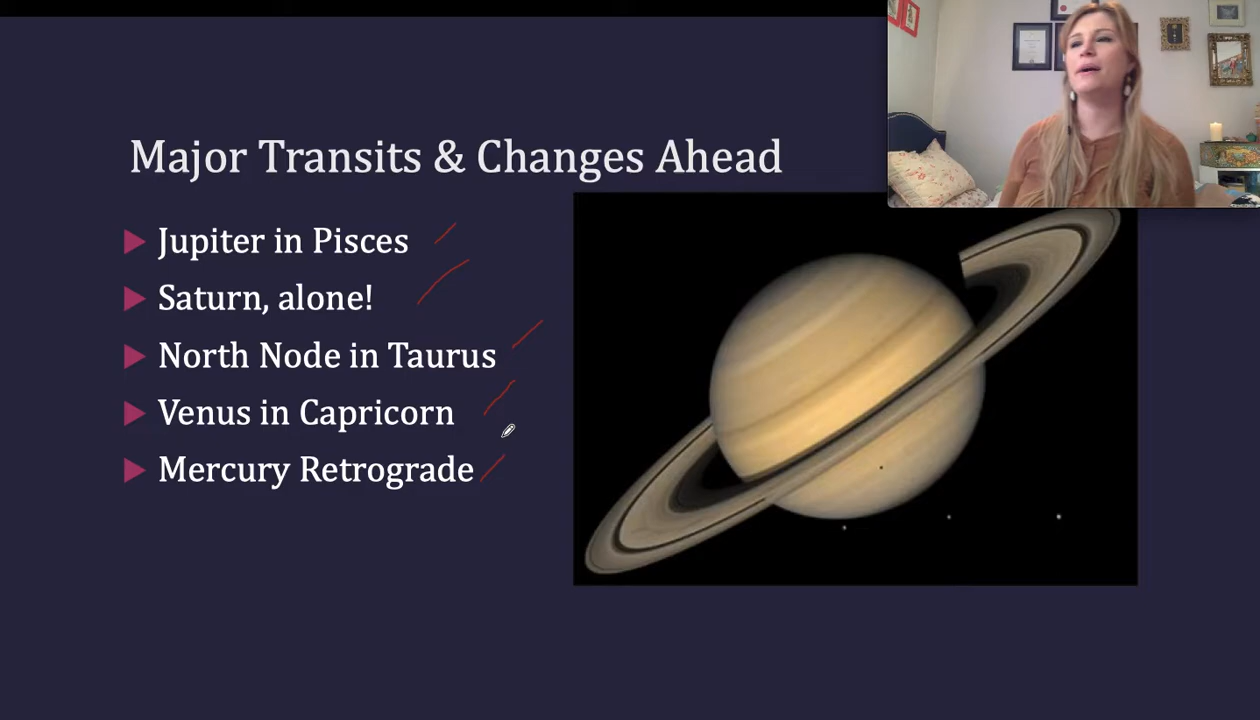 Major Transits & Changes Ahead
Jupiter in Pisces
Saturn, alone!
North Node in Taurus
Venus in Capricorn
Mercury Retrograde